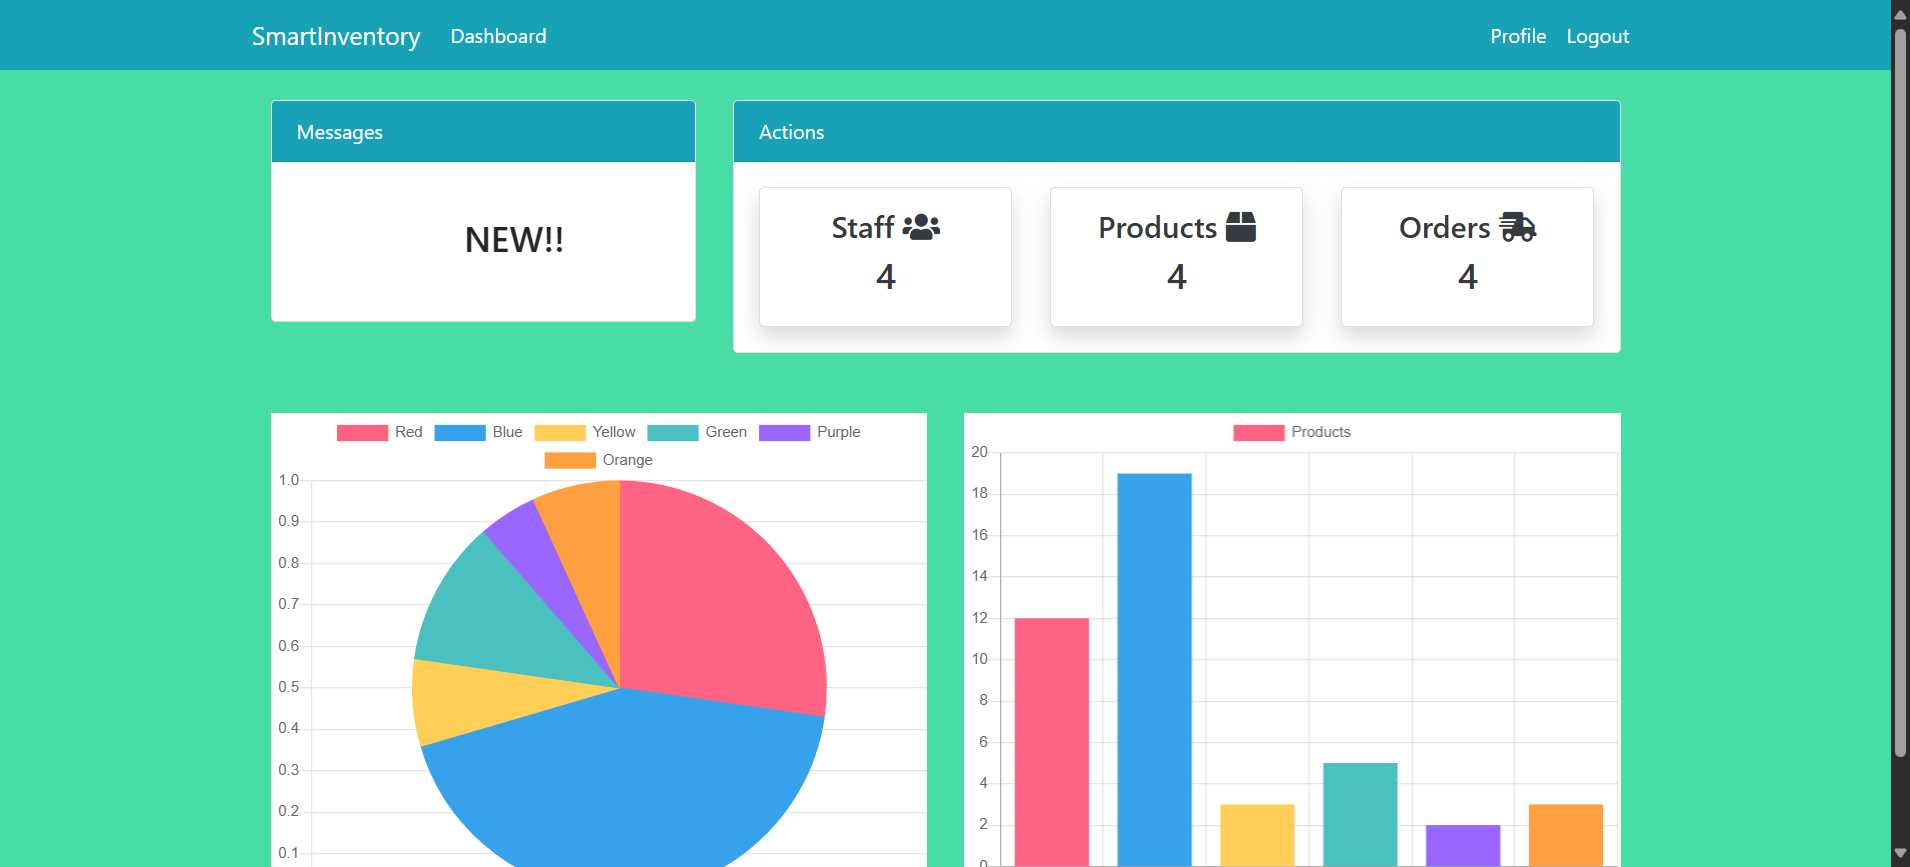 SmartInventory Dashboard Profile Logout
Messages
NEW!!
Actions
Staff
4
Products
4
Orders
4
Red Blue Yellow Green Purple
Orange
1.0
0.9
0.8
0.7
0.6
0.5
0.4
0.3
0.2
0.1
Products
20
18
16
14
12
10
8
6
4
2
0